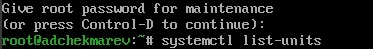 Give root password for maintenance
(or press Control-D to continue):
root@adchekmarev:~# systemctl list-units